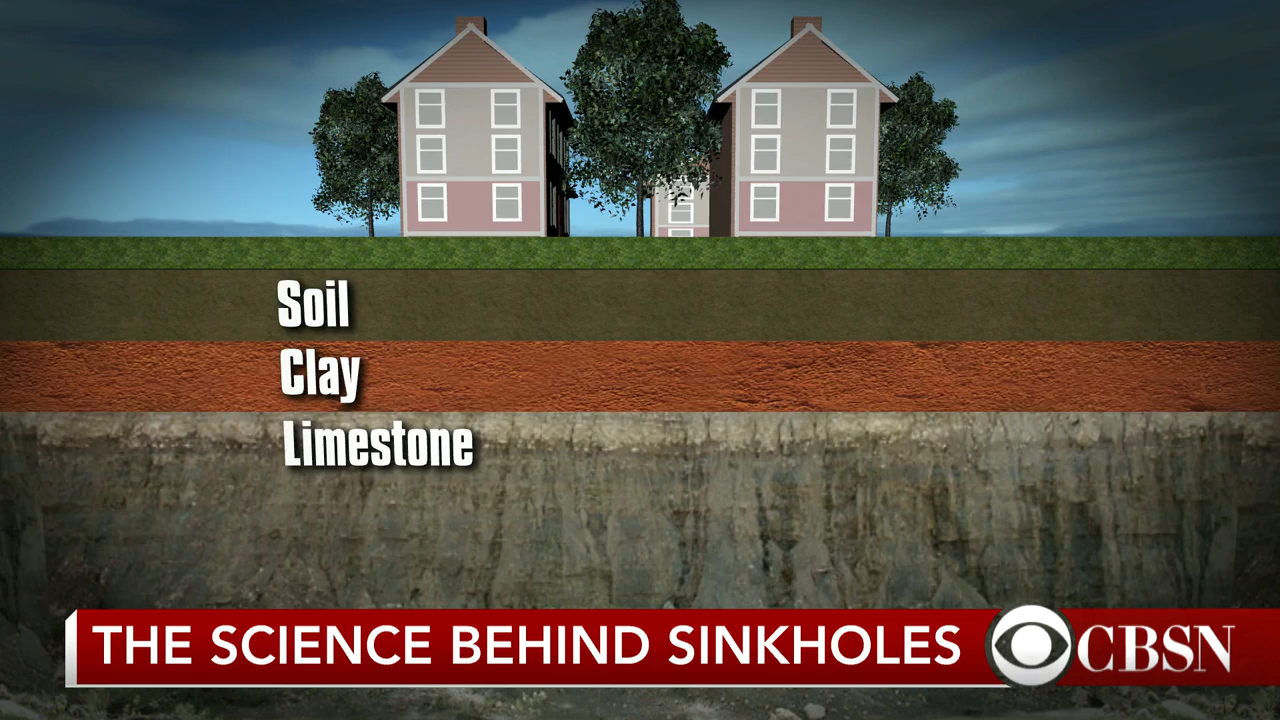 Soil
Clay
Limestone
THE SCIENCE BEHIND SINKHOLES
CBSN